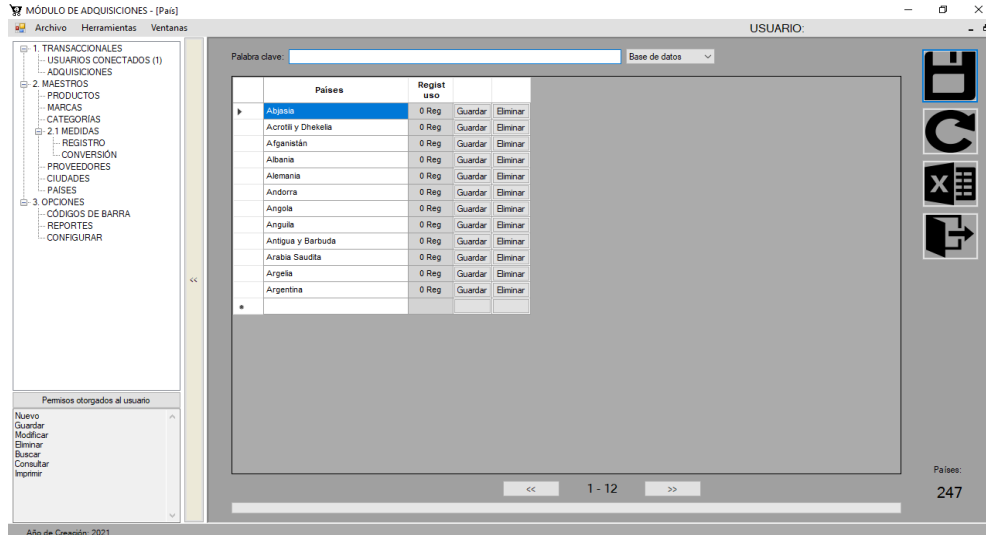 MÓDULO DE ADQUISICIONES - [País]
Archivo Herramientas Ventanas USUARIO:
1. TRANSACCIONALES
USUARIOS CONECTADOS (1)
ADQUISICIONES
2. MAESTROS
PRODUCTOS
MARCAS
CATEGORÍAS
2.1 MEDIDAS
REGISTRO
CONVERSIÓN
PROVEEDORES
CIUDADES
PAÍSES
3. OPCIONES
CÓDIGOS DE BARRA
REPORTES
CONFIGURAR
Permisos otorgados al usuario
Nuevo
Guardar
Modificar
Eliminar
Buscar
Consultar
Imprimir
<<
Palabra clave: Base de datos
Paises Regist
uso
Abjasia 0 Reg Guardar Eliminar
Acrotili y Dhekelia 0 Reg Guardar Eliminar
Afganistán 0 Reg Guardar Eliminar
Albania 0 Reg Guardar Eliminar
Alemania 0 Reg Guardar Eliminar
Andorra 0 Reg Guardar Eliminar
Angola 0 Reg Guardar Eliminar
Anguila 0 Reg Guardar Eliminar
Antigua y Barbuda 0 Reg Guardar Eliminar
Arabia Saudita 0 Reg Guardar Eliminar
Argelia 0 Reg Guardar Eliminar
Argentina 0 Reg Guardar Eliminar
<< 1 - 12 >>
X
Países:
247
Año de Creación: 2021